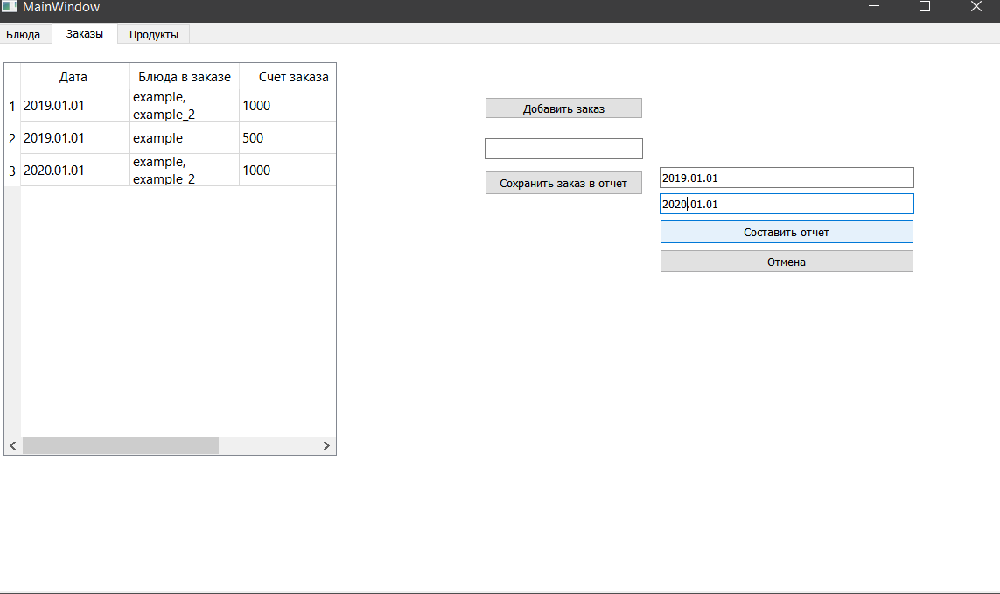 MainWindow
Блюда Заказы Продукты
Дата Блюда в заказе Счет заказа
1 2019.01.01 example, example_2 1000
2 2019.01.01 example 500
3 2020.01.01 example, example_2 1000
Добавить заказ
Сохранить заказ в отчет
2019.01.01
2020.01.01
Составить отчет
Отмена